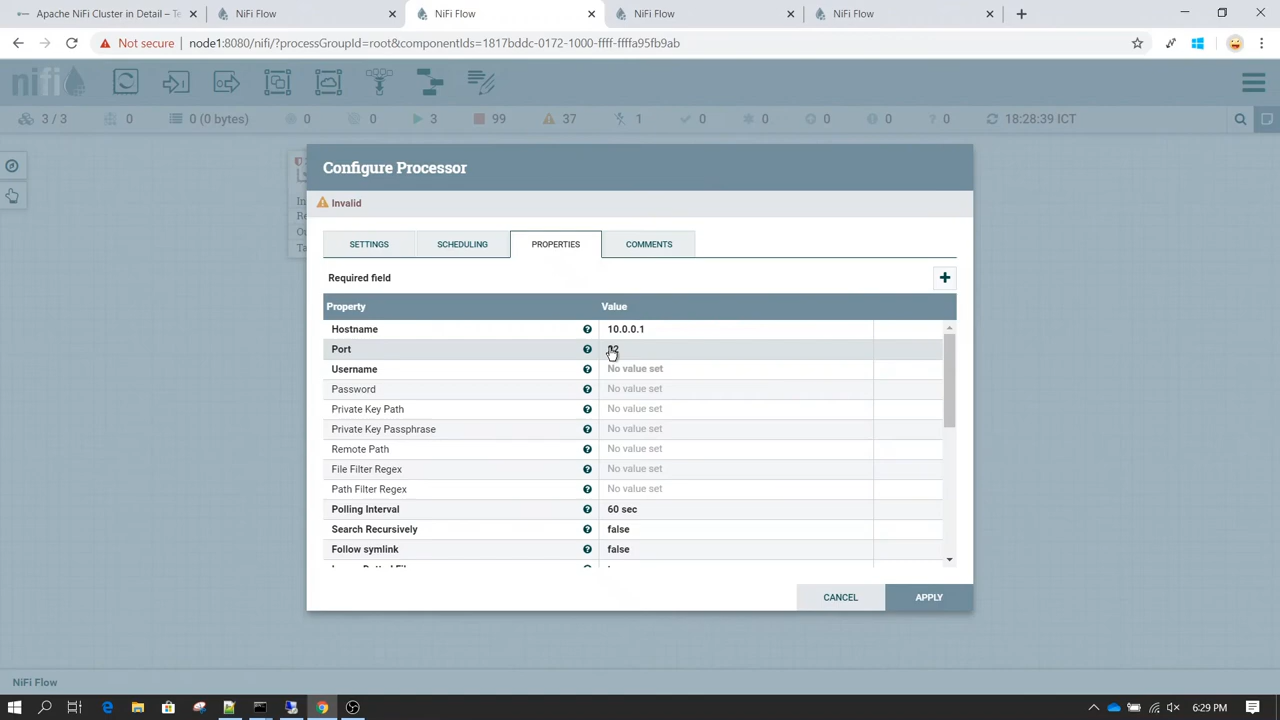 Apache NiFi Cluster in Detail – Te
NiFi Flow
NiFi Flow
NiFi Flow
NiFi Flow
Not secure
node1:8080/nifi/?processGroupId=root&componentIds=1817bddc-0172-1000-ffff-ffffa95fb9ab
nifi
3 / 3
0
0 (0 bytes)
0
0
3
99
37
1
0
0
0
0
0
18:28:39 ICT
Configure Processor
Invalid
SETTINGS
SCHEDULING
PROPERTIES
COMMENTS
Required field
Property
Value
Hostname
10.0.0.1
Port
Username
No value set
Password
No value set
Private Key Path
No value set
Private Key Passphrase
No value set
Remote Path
No value set
File Filter Regex
No value set
Path Filter Regex
No value set
Polling Interval
60 sec
Search Recursively
false
Follow symlink
false
CANCEL
APPLY
NiFi Flow
6:29 PM